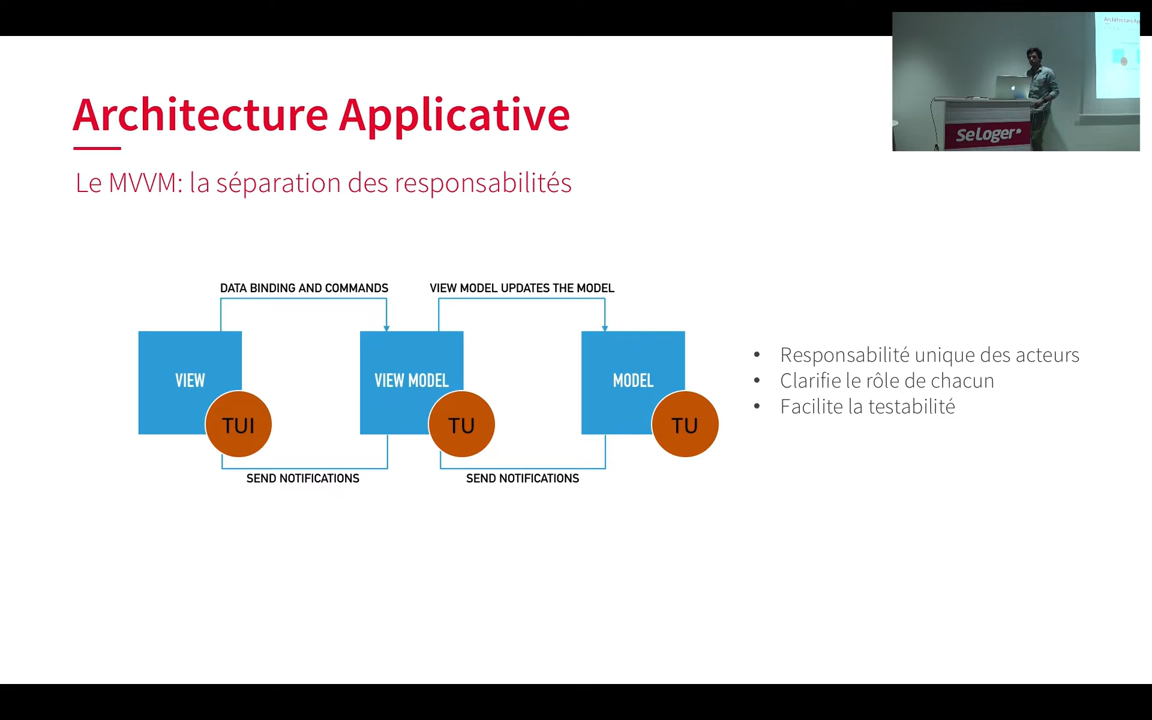 Architecture Applicative
Le MVVM: la séparation des responsabilités
SeLoger
DATA BINDING AND COMMANDS
VIEW MODEL UPDATES THE MODEL
VIEW
VIEW MODEL
MODEL
TUI
TU
TU
SEND NOTIFICATIONS
SEND NOTIFICATIONS
• Responsabilité unique des acteurs
• Clarifie le rôle de chacun
• Facilite la testabilité